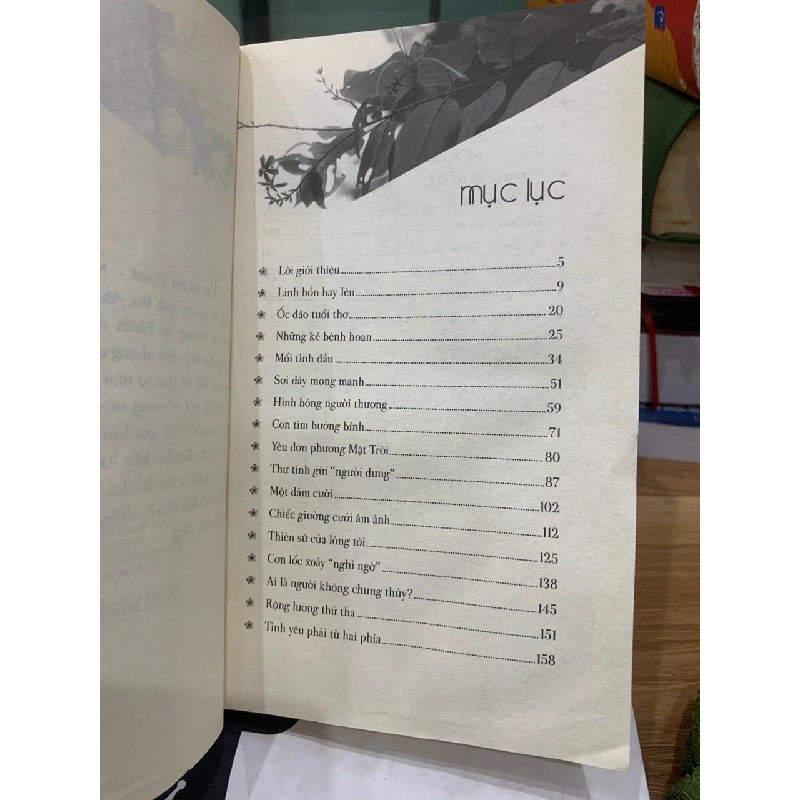 mục lục
Lời giới thiệu 5
Linh hồn hay lên 9
Ốc đảo tuổi thơ 20
Những kẻ bệnh hoạn 25
Mối tình đầu 34
Sợi dây mong manh 51
Hình bóng người thương 59
Con tim bướng bỉnh 71
Yêu đơn phương Mặt Trời 80
Thư tình gửi "người dưng" 87
Một đám cưới 102
Chiếc giường cưới ám ảnh 112
Thiên sứ của lòng tôi 125
Cơn lốc xoáy "nghi ngờ" 138
Ai là người không chung thủy? 145
Rộng lượng thứ tha 151
Tình yêu phải từ hai phía 158